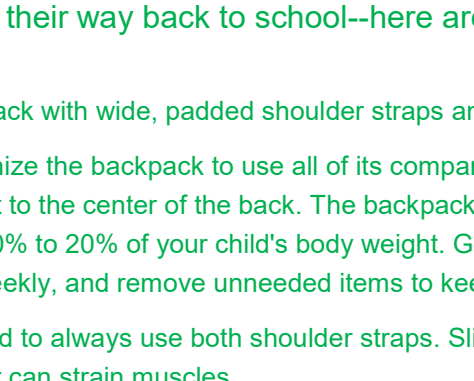 their way back to school--here are
ack with wide, padded shoulder straps an
nize the backpack to use all of its compar
t to the center of the back. The backpack
0% to 20% of your child's body weight. G
eekly, and remove unneeded items to kee
d to always use both shoulder straps. Sli
t can strain muscles